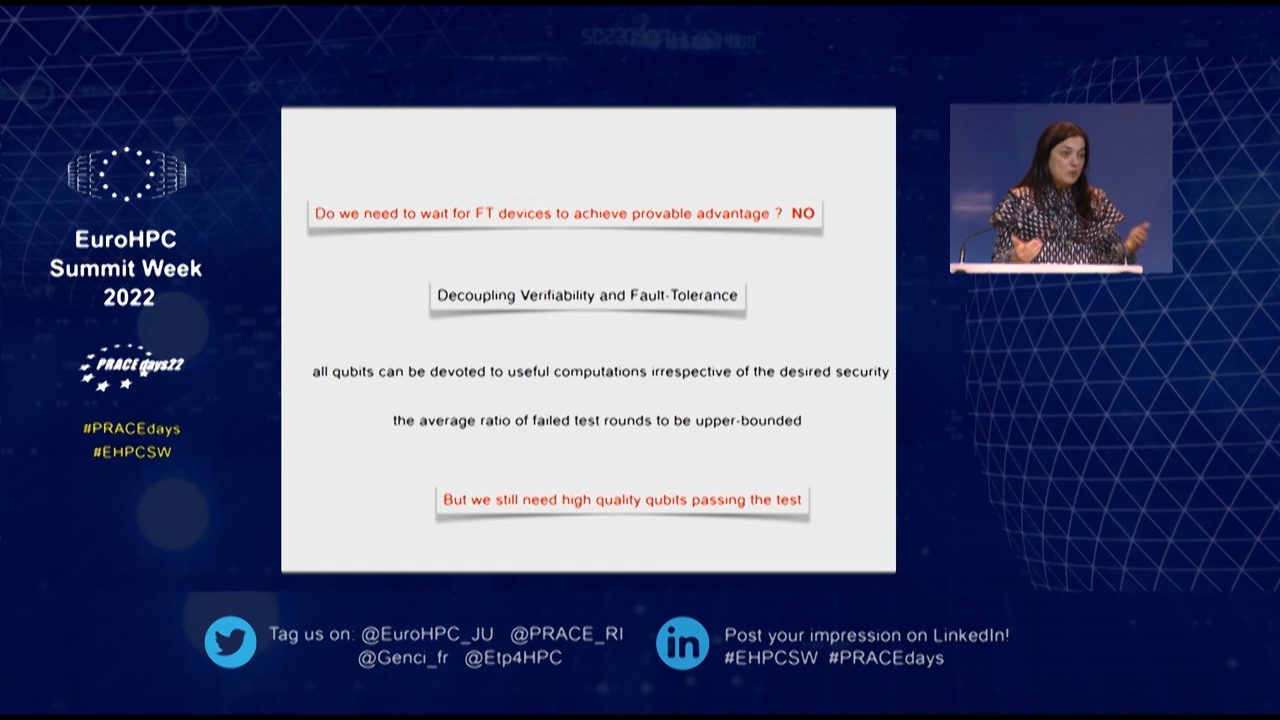 EuroHPC
Summit Week
2022
PRACEdays22
#PRACEdays
#EHPCSW
Do we need to wait for FT devices to achieve provable advantage ? NO
Decoupling Verifiability and Fault-Tolerance
all qubits can be devoted to useful computations irrespective of the desired security
the average ratio of failed test rounds to be upper-bounded
But we still need high quality qubits passing the test
Tag us on: @EuroHPC_JU @PRACE_RI
@Genci_fr @Etp4HPC
in
Post your impression on LinkedIn!
#EHPCSW #PRACEdays